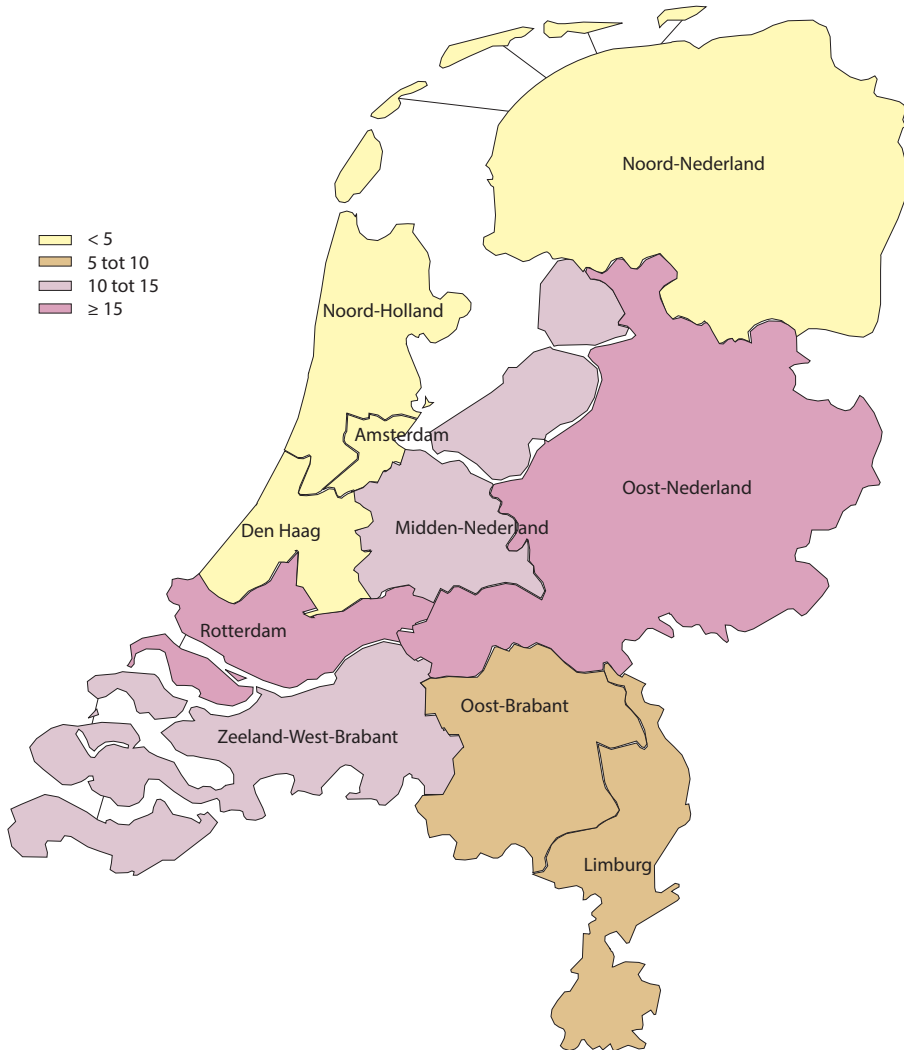 Noord-Nederland
< 5
5 tot 10
10 tot 15
≥ 15
Noord-Holland
Amsterdam
Oost-Nederland
Den Haag
Midden-Nederland
Rotterdam
Oost-Brabant
Zeeland-West-Brabant
Limburg